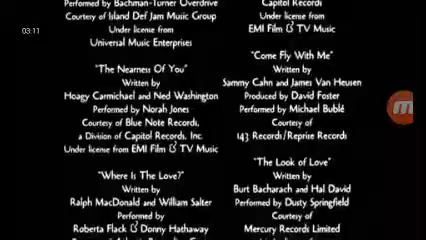 03:11
Performed by Bachman-Turner Overdrive
Courtesy of Island Def Jam Music Group
Under license from
Universal Music Enterprises
"The Nearness Of You"
Written by
Hoagy Carmichael and Ned Washington
Performed by Norah Jones
Courtesy of Blue Note Records,
a Division of Capitol Records, Inc.
Under license from EMI Film & TV Music
"Where Is The Love?"
Written by
Ralph MacDonald and William Salter
Performed by
Roberta Flack & Donny Hathaway
Capitol Records
Under license from
EMI Film & TV Music
"Come Fly With Me"
Written by
Sammy Cahn and James Van Heusen
Produced by David Foster
Performed by Michael Bublé
Courtesy of
143 Records/Reprise Records
"The Look of Love"
Written by
Burt Bacharach and Hal David
Performed by Dusty Springfield
Courtesy of
Mercury Records Limited